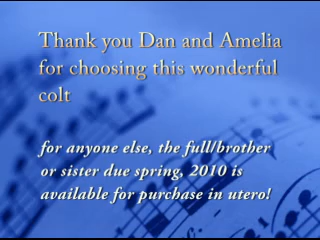 Thank you Dan and Amelia
for choosing this wonderful
colt
for anyone else, the full/brother
or sister due spring, 2010 is
available for purchase in utero!